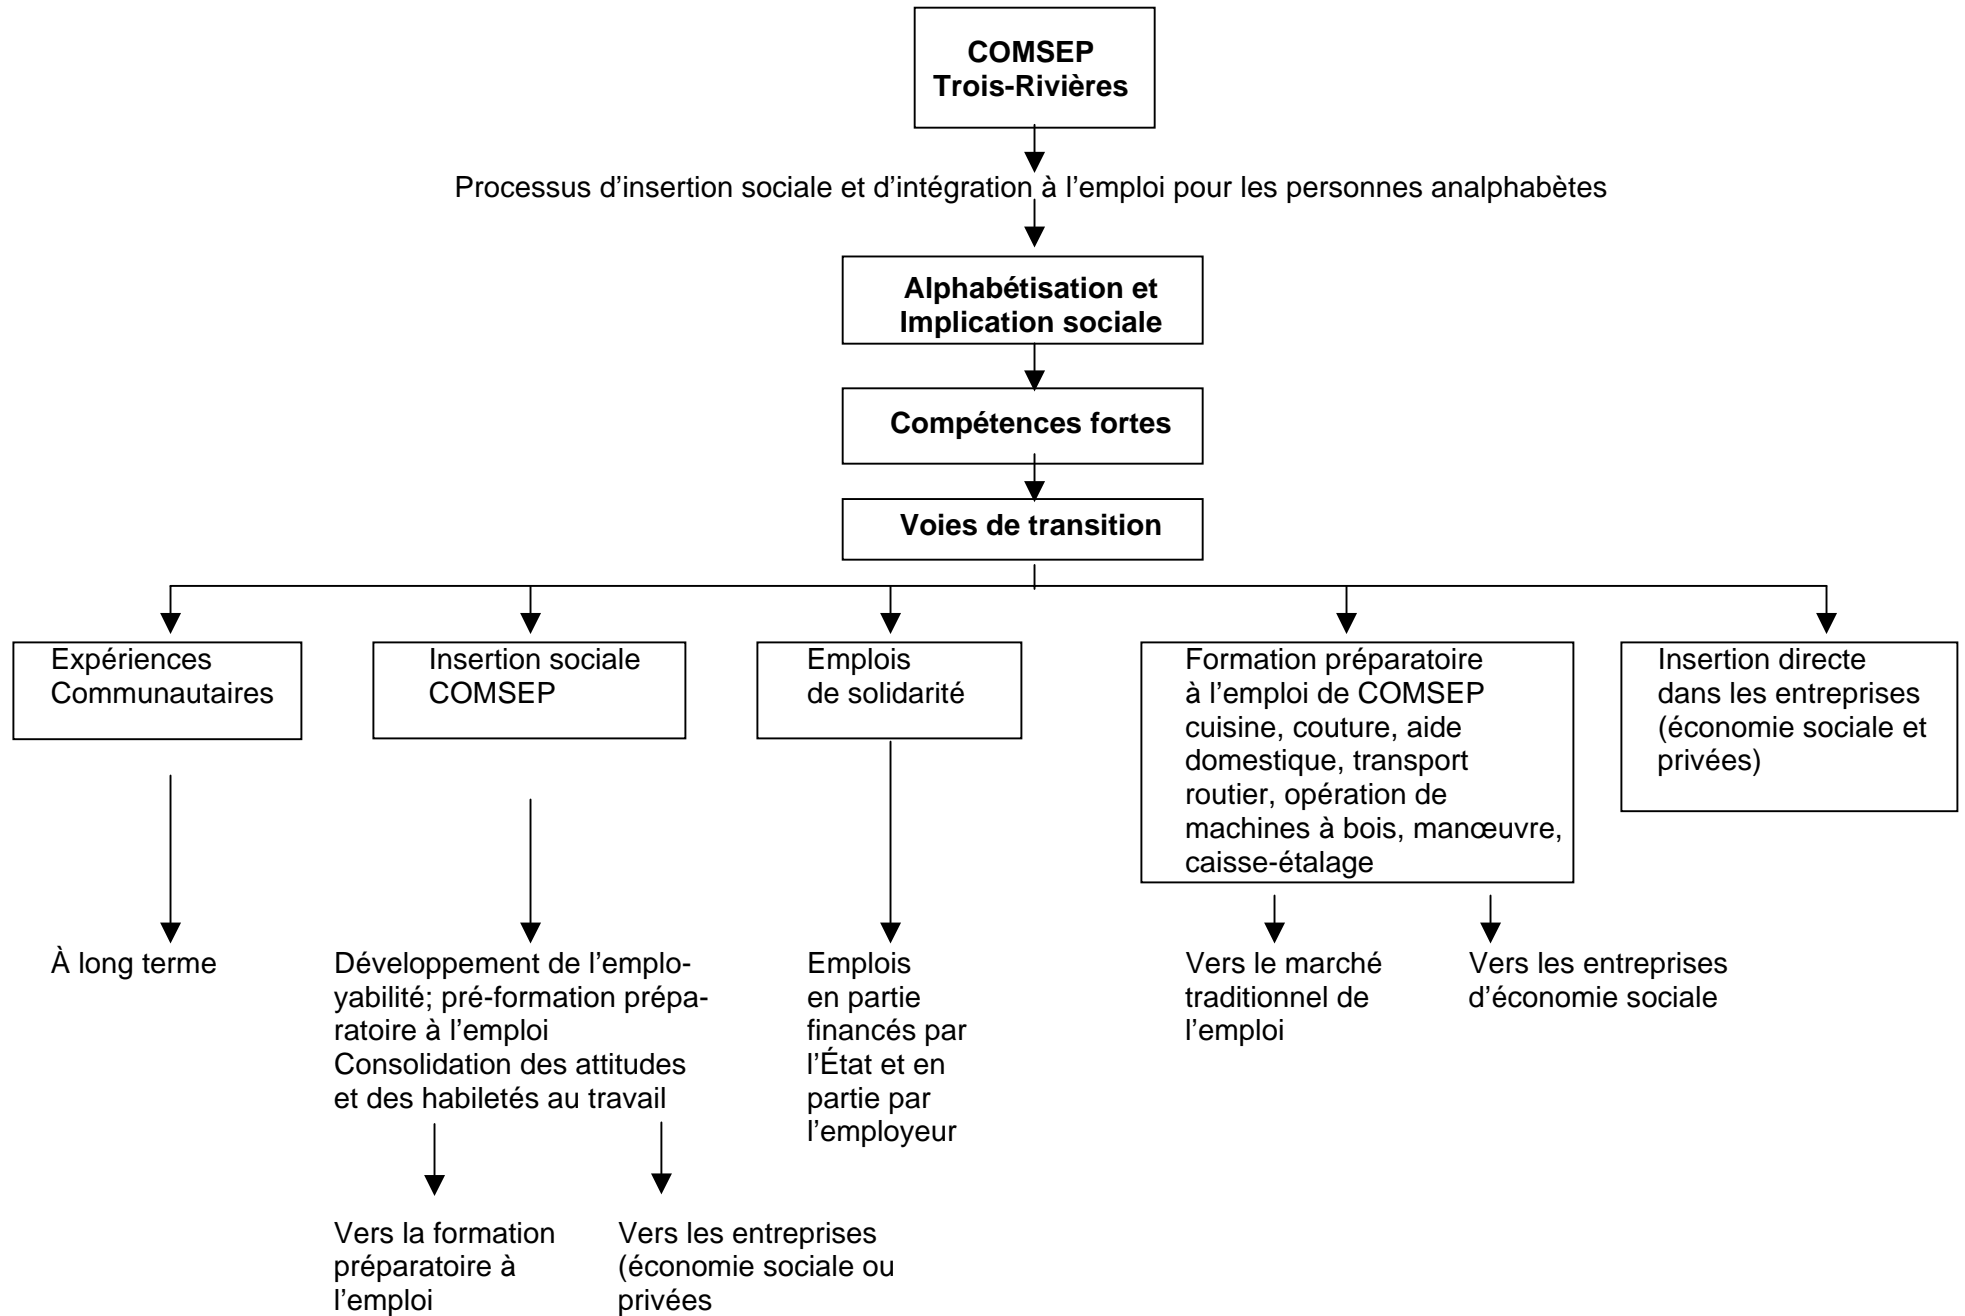 COMSEP
Trois-Rivières
Processus d’insertion sociale et d’intégration à l’emploi pour les personnes analphabètes
Alphabétisation et
Implication sociale
Compétences fortes
Voies de transition
Expériences
Communautaires
Insertion sociale
COMSEP
Emplois
de solidarité
Formation préparatoire
à l’emploi de COMSEP
cuisine, couture, aide
domestique, transport
routier, opération de
machines à bois, manœuvre,
caisse-étalage
Insertion directe
dans les entreprises
(économie sociale et
privées)
À long terme
Développement de l’emplo-
yabilité; pré-formation prépa-
ratoire à l’emploi
Consolidation des attitudes
et des habiletés au travail
Emplois
en partie
financés par
l’État et en
partie par
l’employeur
Vers le marché
traditionnel de
l’emploi
Vers les entreprises
d’économie sociale
Vers la formation
préparatoire à
l’emploi
Vers les entreprises
(économie sociale ou
privées